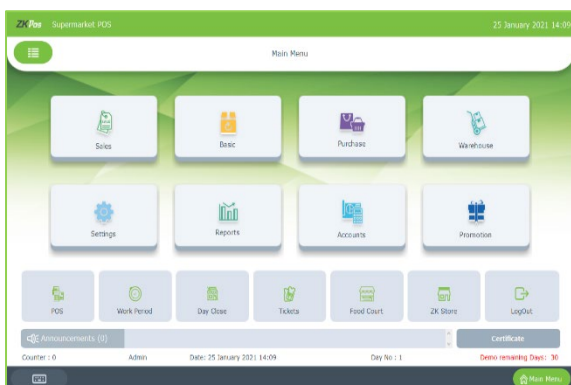 ZKPos Supermarket POS 25 January 2021 14:09
Main Menu
Sales Basic Purchase Warehouse
Settings Reports Accounts Promotion
POS Work Period Day Close Tickets Food Court ZK Store LogOut
Announcements (0) Certificate
Counter : 0 Admin Date: 25 January 2021 14:09 Day No : 1 Demo remaining Days: 30
Main Menu